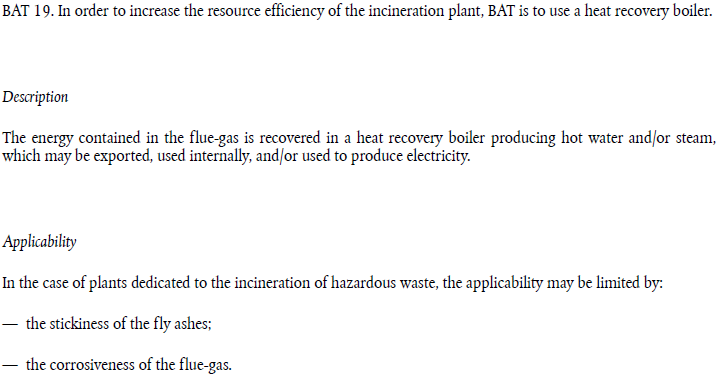 BAT 19. In order to increase the resource efficiency of the incineration plant, BAT is to use a heat recovery boiler.
Description
The energy contained in the flue-gas is recovered in a heat recovery boiler producing hot water and/or steam,
which may be exported, used internally, and/or used to produce electricity.
Applicability
In the case of plants dedicated to the incineration of hazardous waste, the applicability may be limited by:
— the stickiness of the fly ashes;
— the corrosiveness of the flue-gas.